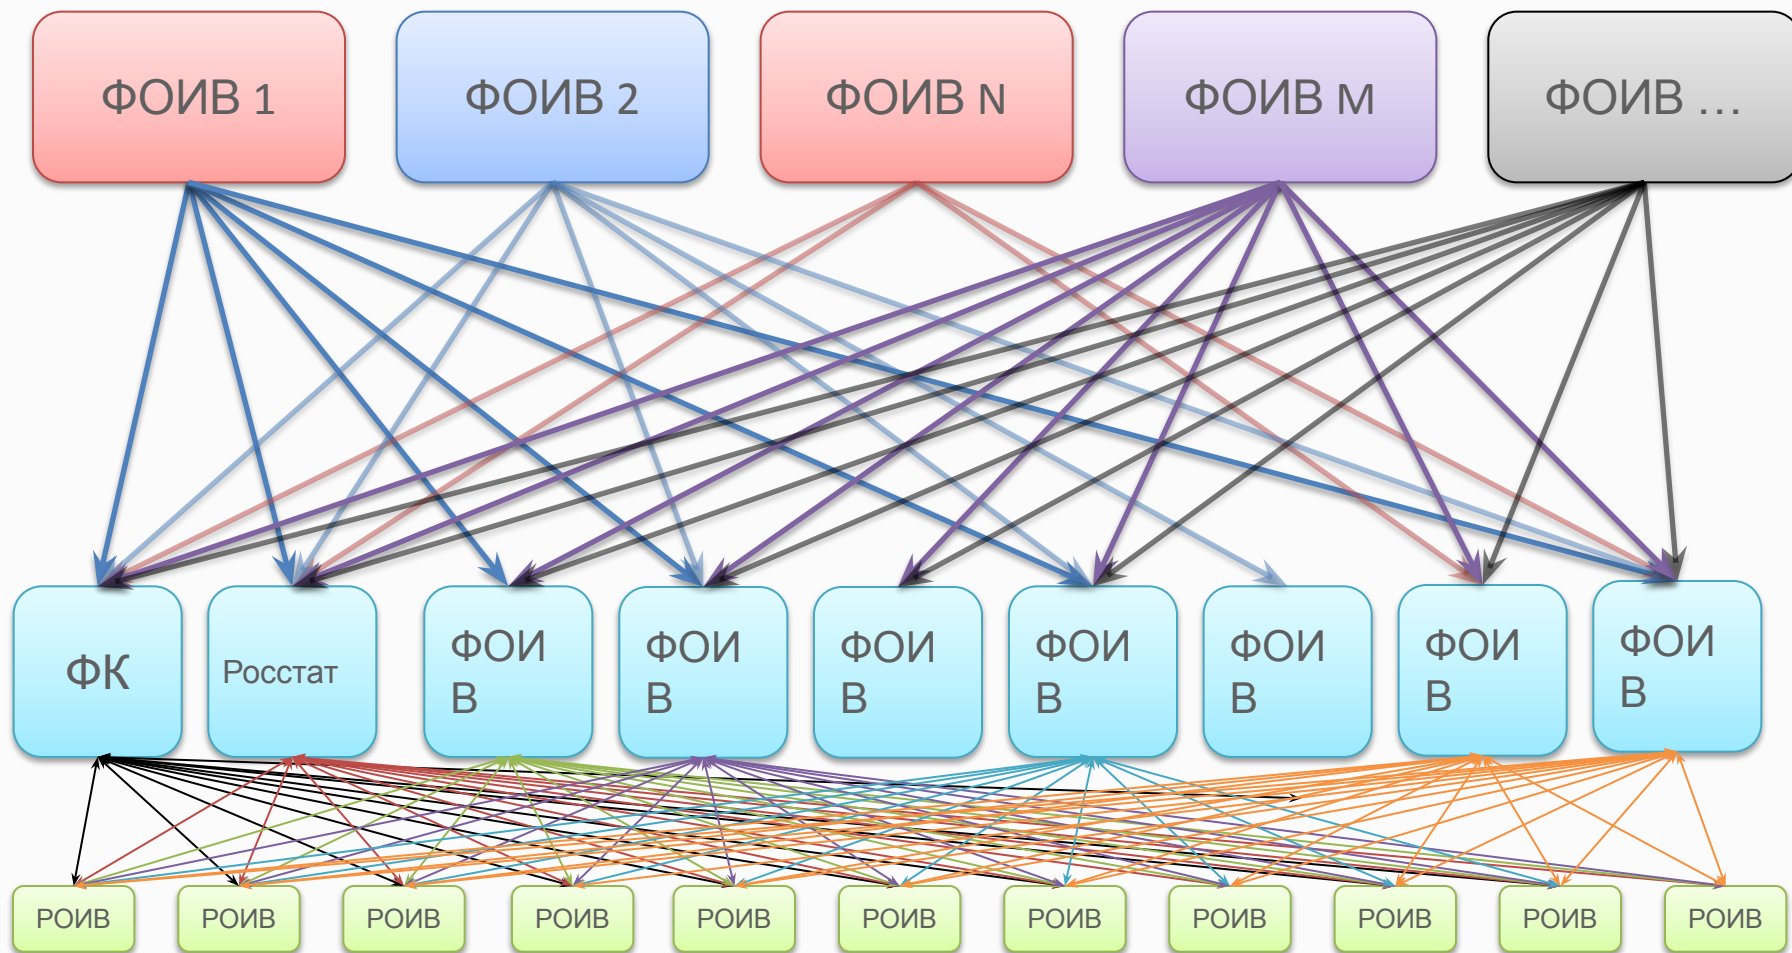 ФОИВ 1
ФОИВ 2
ФОИВ N
ФОИВ M
ФОИВ ...
ФК
Росстат
ФОИ
В
ФОИ
В
ФОИ
В
ФОИ
В
ФОИ
В
ФОИ
В
ФОИ
В
РОИВ
РОИВ
РОИВ
РОИВ
РОИВ
РОИВ
РОИВ
РОИВ
РОИВ
РОИВ
РОИВ